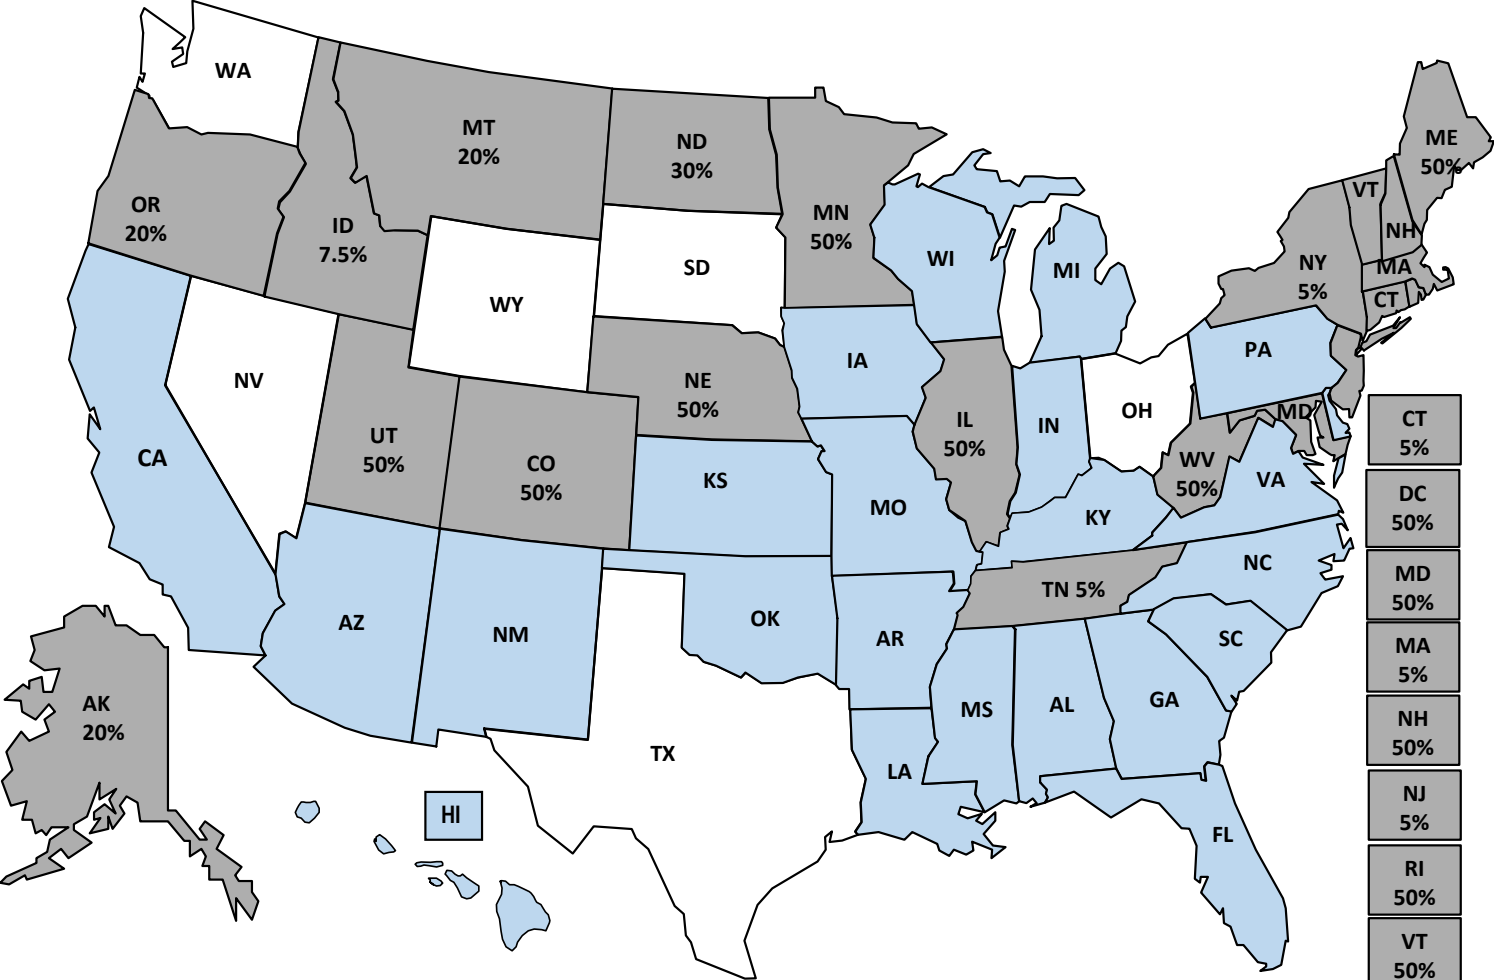 WA
MT
20%
ND
30%
ME
50%
VT
OR
20%
ID
7.5%
MN
50%
NH
WI
MI
NY
5%
MA
SD
WY
CT
IA
PA
NV
NE
50%
UT
50%
CO
50%
IL
50%
IN
OH
MD
CT
5%
CA
KS
MO
KY
WV
50%
VA
DC
50%
AZ
NM
OK
AR
TN 5%
NC
MD
50%
SC
MA
5%
AK
20%
TX
MS
AL
GA
NH
50%
LA
HI
FL
NJ
5%
RI
50%
VT
50%